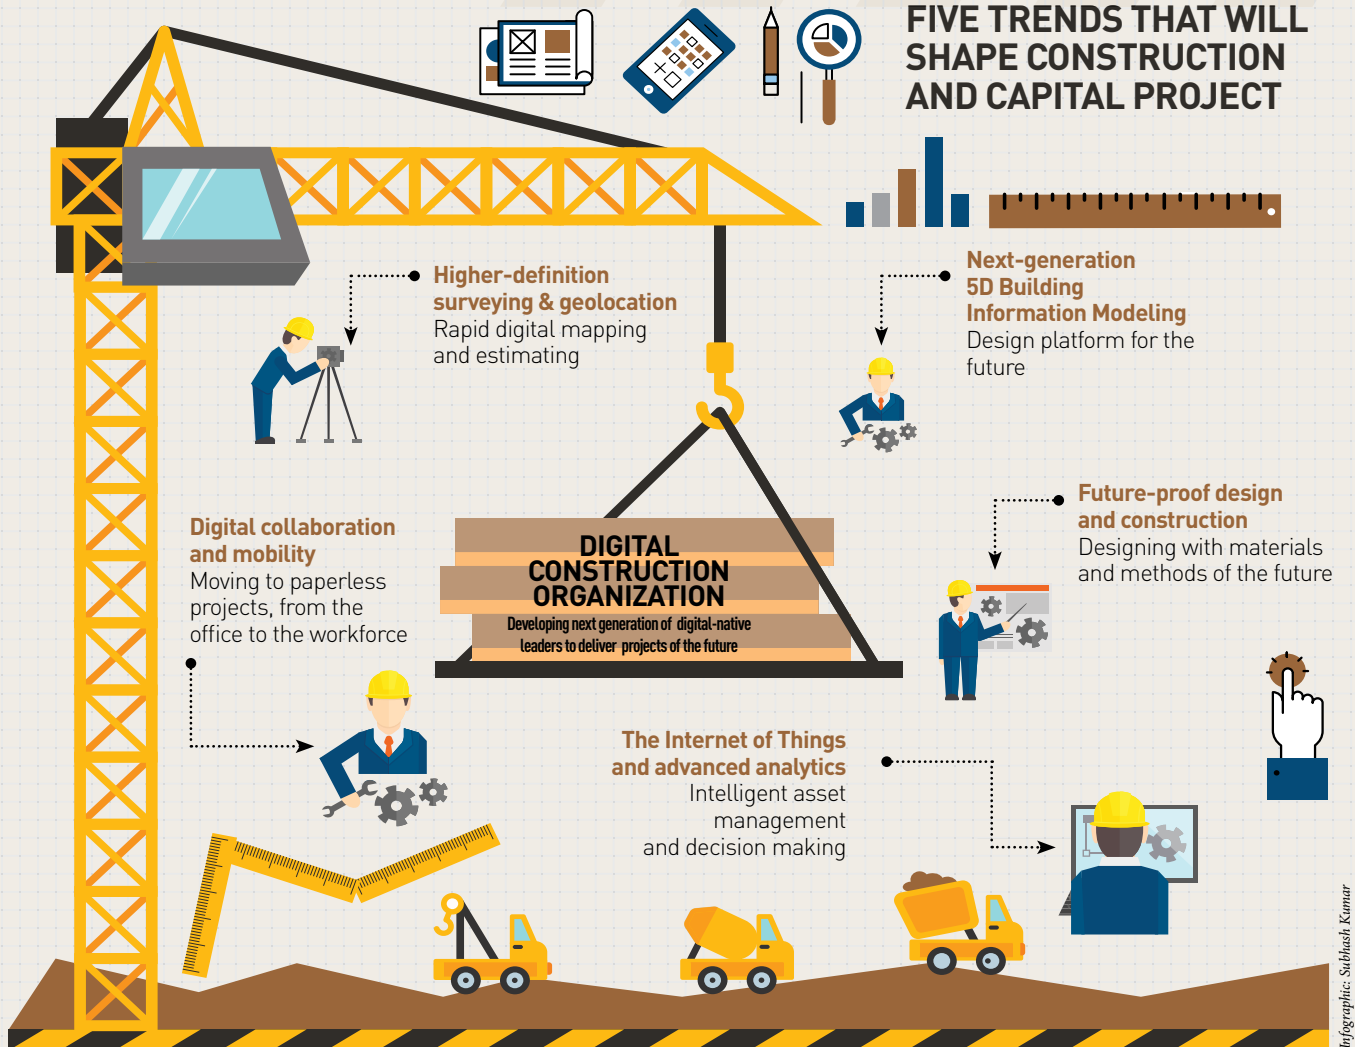 FIVE TRENDS THAT WILL
SHAPE CONSTRUCTION
AND CAPITAL PROJECT
Higher-definition
surveying & geolocation
Rapid digital mapping
and estimating
Next-generation
5D Building
Information Modeling
Design platform for the
future
Digital collaboration
and mobility
Moving to paperless
projects, from the
office to the workforce
DIGITAL
CONSTRUCTION
ORGANIZATION
Developing next generation of digital-native
leaders to deliver projects of the future
Future-proof design
and construction
Designing with materials
and methods of the future
The Internet of Things
and advanced analytics
Intelligent asset
management
and decision making
Infographic: Subhash Kumar